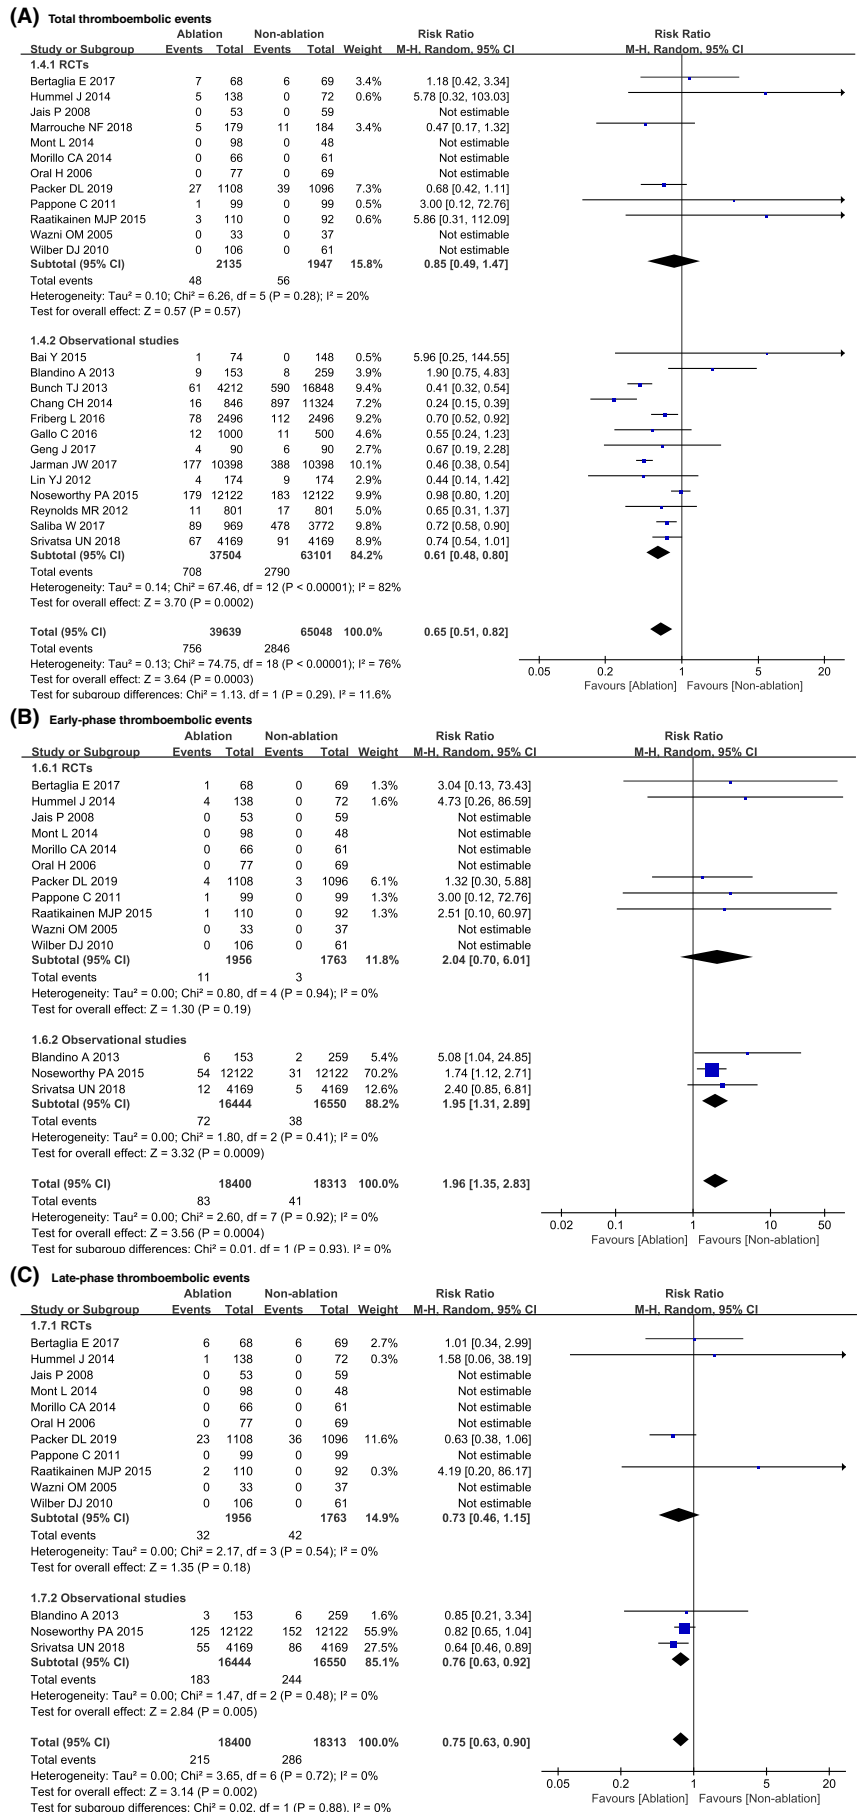 (A) Total thromboembolic events
Ablation Non-ablation Risk Ratio Risk Ratio
Study or Subgroup Events Total Events Total Weight M-H, Random, 95% CI M-H, Random, 95% CI
1.4.1 RCTs
Bertaglia E 2017 7 68 6 69 3.4% 1.18 [0.42, 3.34]
Hummel J 2014 5 138 0 72 0.6% 5.78 [0.32, 103.03]
Jais P 2008 0 53 0 59 Not estimable
Marrouche NF 2018 5 179 11 184 3.4% 0.47 [0.17, 1.32]
Mont L 2014 0 98 0 48 Not estimable
Morillo CA 2014 0 66 0 61 Not estimable
Oral H 2006 0 77 0 69 Not estimable
Packer DL 2019 27 1108 39 1096 7.3% 0.68 [0.42, 1.11]
Pappone C 2011 1 99 0 99 0.5% 3.00 [0.12, 72.76]
Raatikainen MJP 2015 3 110 0 92 0.6% 5.86 [0.31, 112.09]
Wazni OM 2005 0 33 0 37 Not estimable
Wilber DJ 2010 0 106 0 61 Not estimable
Subtotal (95% CI) 2135 1947 15.8% 0.85 [0.49, 1.47]
Total events 48 56
Heterogeneity: Tau² = 0.10; Chi² = 6.26, df = 5 (P = 0.28); I² = 20%
Test for overall effect: Z = 0.57 (P = 0.57)
1.4.2 Observational studies
Bai Y 2015 1 74 0 148 0.5% 5.96 [0.25, 144.55]
Blandino A 2013 9 153 8 259 3.9% 1.90 [0.75, 4.83]
Bunch TJ 2013 61 4212 590 16848 9.4% 0.41 [0.32, 0.54]
Chang CH 2014 16 846 897 11324 7.2% 0.24 [0.15, 0.39]
Friberg L 2016 78 2496 112 2496 9.2% 0.70 [0.52, 0.92]
Gallo C 2016 12 1000 11 500 4.6% 0.55 [0.24, 1.23]
Geng J 2017 4 90 6 90 2.7% 0.67 [0.19, 2.28]
Jarman JW 2017 177 10398 388 10398 10.1% 0.46 [0.38, 0.54]
Lin YJ 2012 4 174 9 174 2.9% 0.44 [0.14, 1.42]
Noseworthy PA 2015 179 12122 183 12122 9.9% 0.98 [0.80, 1.20]
Reynolds MR 2012 11 801 17 801 5.0% 0.65 [0.31, 1.37]
Saliba W 2017 89 969 478 3772 9.8% 0.72 [0.58, 0.90]
Srivatsa UN 2018 67 4169 91 4169 8.9% 0.74 [0.54, 1.01]
Subtotal (95% CI) 37504 63101 84.2% 0.61 [0.48, 0.80]
Total events 708 2790
Heterogeneity: Tau² = 0.14; Chi² = 67.46, df = 12 (P < 0.00001); I² = 82%
Test for overall effect: Z = 3.70 (P = 0.0002)
Total (95% CI) 39639 65048 100.0% 0.65 [0.51, 0.82]
Total events 756 2846
Heterogeneity: Tau² = 0.13; Chi² = 74.75, df = 18 (P < 0.00001); I² = 76%
Test for overall effect: Z = 3.64 (P = 0.0003)
Test for subgroup differences: Chi² = 1.13, df = 1 (P = 0.29), I² = 11.6%
0.05 0.2 1 5 20
Favours [Ablation] Favours [Non-ablation]
(B) Early-phase thromboembolic events
Ablation Non-ablation Risk Ratio Risk Ratio
Study or Subgroup Events Total Events Total Weight M-H, Random, 95% CI M-H, Random, 95% CI
1.6.1 RCTs
Bertaglia E 2017 1 68 0 69 1.3% 3.04 [0.13, 73.43]
Hummel J 2014 4 138 0 72 1.6% 4.73 [0.26, 86.59]
Jais P 2008 0 53 0 59 Not estimable
Mont L 2014 0 98 0 48 Not estimable
Morillo CA 2014 0 66 0 61 Not estimable
Oral H 2006 0 77 0 69 Not estimable
Packer DL 2019 4 1108 3 1096 6.1% 1.32 [0.30, 5.88]
Pappone C 2011 1 99 0 99 1.3% 3.00 [0.12, 72.76]
Raatikainen MJP 2015 1 110 0 92 1.3% 2.51 [0.10, 60.97]
Wazni OM 2005 0 33 0 37 Not estimable
Wilber DJ 2010 0 106 0 61 Not estimable
Subtotal (95% CI) 1956 1763 11.8% 2.04 [0.70, 6.01]
Total events 11 3
Heterogeneity: Tau² = 0.00; Chi² = 0.80, df = 4 (P = 0.94); I² = 0%
Test for overall effect: Z = 1.30 (P = 0.19)
1.6.2 Observational studies
Blandino A 2013 6 153 2 259 5.4% 5.08 [1.04, 24.85]
Noseworthy PA 2015 54 12122 31 12122 70.2% 1.74 [1.12, 2.71]
Srivatsa UN 2018 12 4169 5 4169 12.6% 2.40 [0.85, 6.81]
Subtotal (95% CI) 16444 16550 88.2% 1.95 [1.31, 2.89]
Total events 72 38
Heterogeneity: Tau² = 0.00; Chi² = 1.80, df = 2 (P = 0.41); I² = 0%
Test for overall effect: Z = 3.32 (P = 0.0009)
Total (95% CI) 18400 18313 100.0% 1.96 [1.35, 2.83]
Total events 83 41
Heterogeneity: Tau² = 0.00; Chi² = 2.60, df = 7 (P = 0.92); I² = 0%
Test for overall effect: Z = 3.56 (P = 0.0004)
Test for subgroup differences: Chi² = 0.01, df = 1 (P = 0.93), I² = 0%
0.02 0.1 1 10 50
Favours [Ablation] Favours [Non-ablation]
(C) Late-phase thromboembolic events
Ablation Non-ablation Risk Ratio Risk Ratio
Study or Subgroup Events Total Events Total Weight M-H, Random, 95% CI M-H, Random, 95% CI
1.7.1 RCTs
Bertaglia E 2017 6 68 6 69 2.7% 1.01 [0.34, 2.99]
Hummel J 2014 1 138 0 72 0.3% 1.58 [0.06, 38.19]
Jais P 2008 0 53 0 59 Not estimable
Mont L 2014 0 98 0 48 Not estimable
Morillo CA 2014 0 66 0 61 Not estimable
Oral H 2006 0 77 0 69 Not estimable
Packer DL 2019 23 1108 36 1096 11.6% 0.63 [0.38, 1.06]
Pappone C 2011 0 99 0 99 Not estimable
Raatikainen MJP 2015 2 110 0 92 0.3% 4.19 [0.20, 86.17]
Wazni OM 2005 0 33 0 37 Not estimable
Wilber DJ 2010 0 106 0 61 Not estimable
Subtotal (95% CI) 1956 1763 14.9% 0.73 [0.46, 1.15]
Total events 32 42
Heterogeneity: Tau² = 0.00; Chi² = 2.17, df = 3 (P = 0.54); I² = 0%
Test for overall effect: Z = 1.35 (P = 0.18)
1.7.2 Observational studies
Blandino A 2013 3 153 6 259 1.6% 0.85 [0.21, 3.34]
Noseworthy PA 2015 125 12122 152 12122 55.9% 0.82 [0.65, 1.04]
Srivatsa UN 2018 55 4169 86 4169 27.5% 0.64 [0.46, 0.89]
Subtotal (95% CI) 16444 16550 85.1% 0.76 [0.63, 0.92]
Total events 183 244
Heterogeneity: Tau² = 0.00; Chi² = 1.47, df = 2 (P = 0.48); I² = 0%
Test for overall effect: Z = 2.84 (P = 0.005)
Total (95% CI) 18400 18313 100.0% 0.75 [0.63, 0.90]
Total events 215 286
Heterogeneity: Tau² = 0.00; Chi² = 3.65, df = 6 (P = 0.72); I² = 0%
Test for overall effect: Z = 3.14 (P = 0.002)
Test for subgroup differences: Chi² = 0.02, df = 1 (P = 0.88), I² = 0%
0.05 0.2 1 5 20
Favours [Ablation] Favours [Non-ablation]